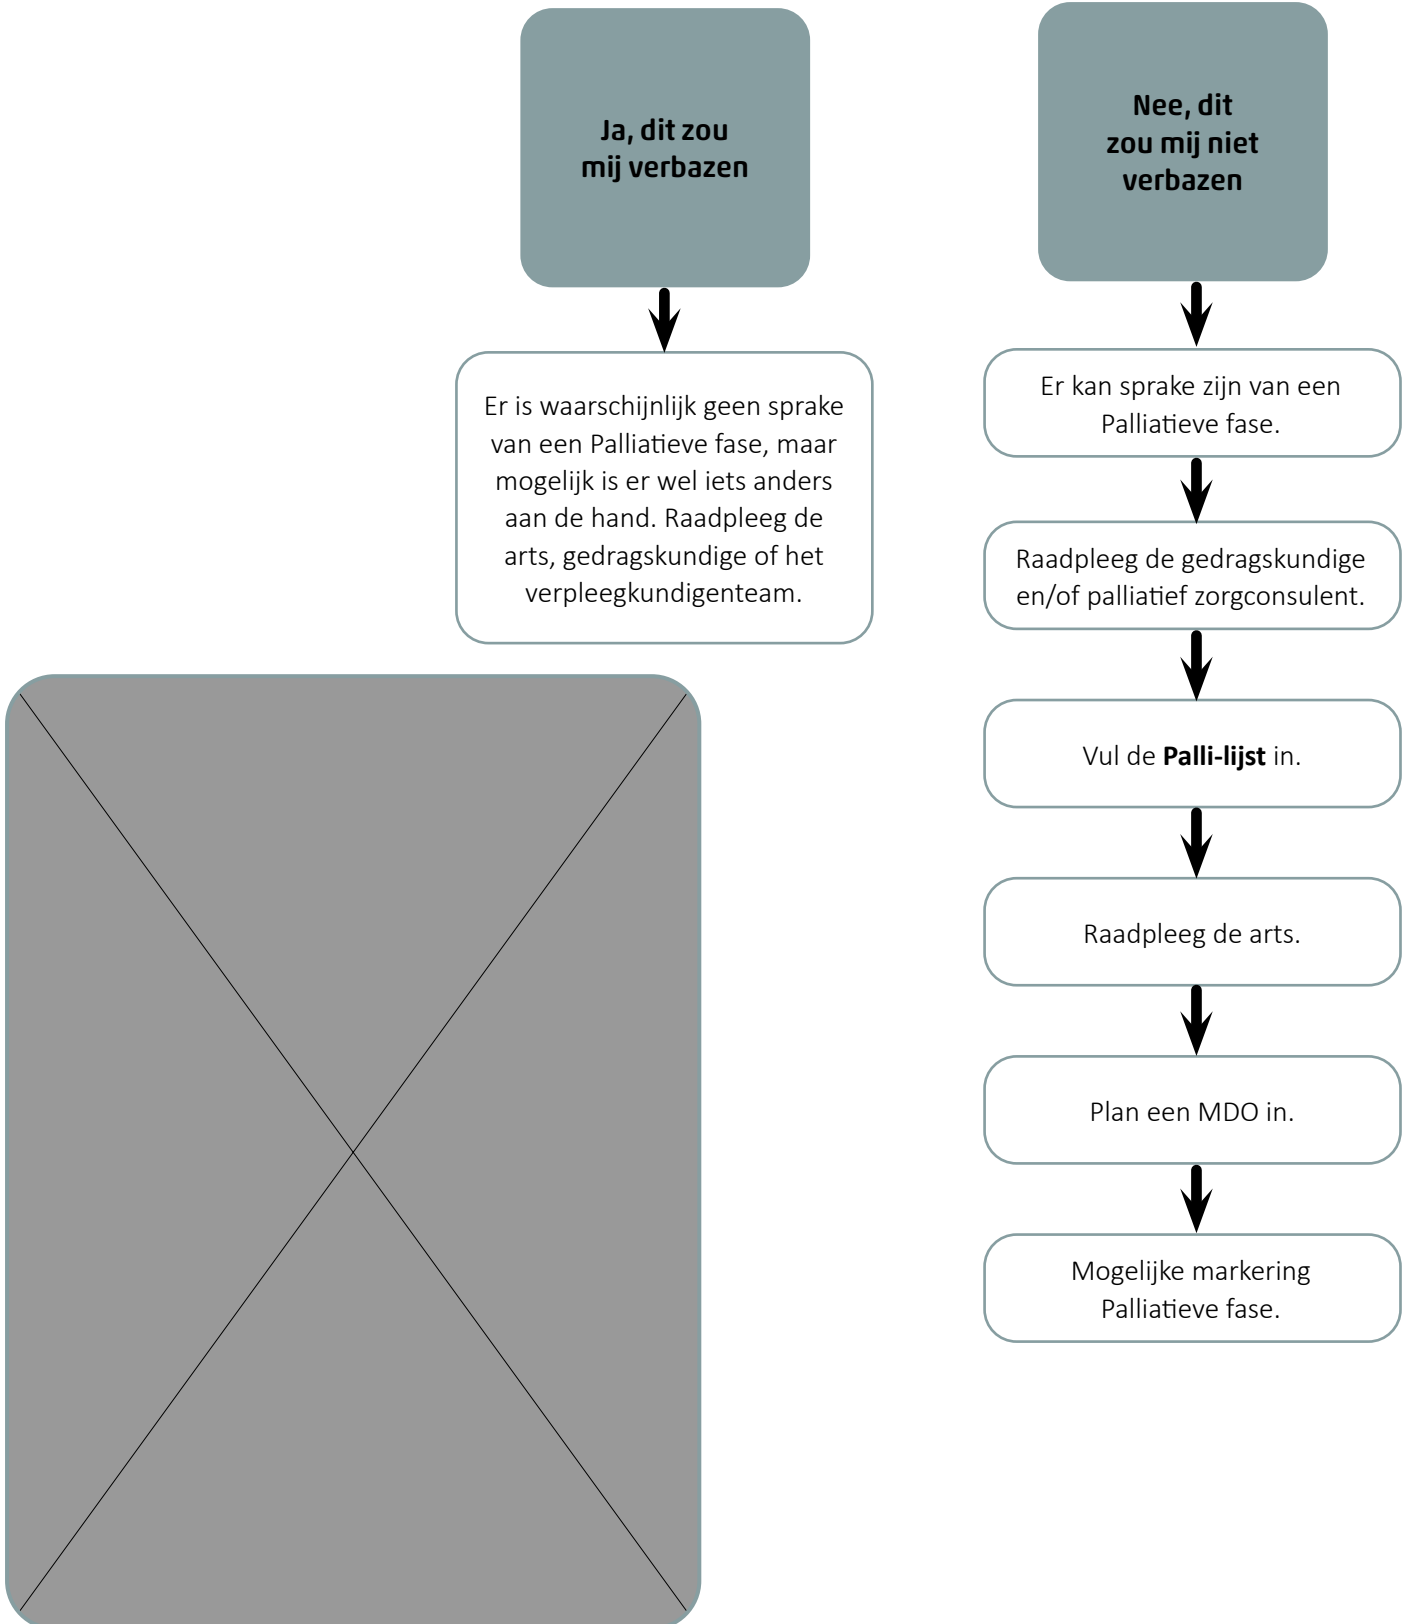 Ja, dit zou
mij verbazen
Er is waarschijnlijk geen sprake
van een Palliatieve fase, maar
mogelijk is er wel iets anders
aan de hand. Raadpleeg de
arts, gedragskundige of het
verpleegkundigenteam.
Nee, dit
zou mij niet
verbazen
Er kan sprake zijn van een
Palliatieve fase.
Raadpleeg de gedragskundige
en/of palliatief zorgconsulent.
Vul de Palli-lijst in.
Raadpleeg de arts.
Plan een MDO in.
Mogelijke markering
Palliatieve fase.